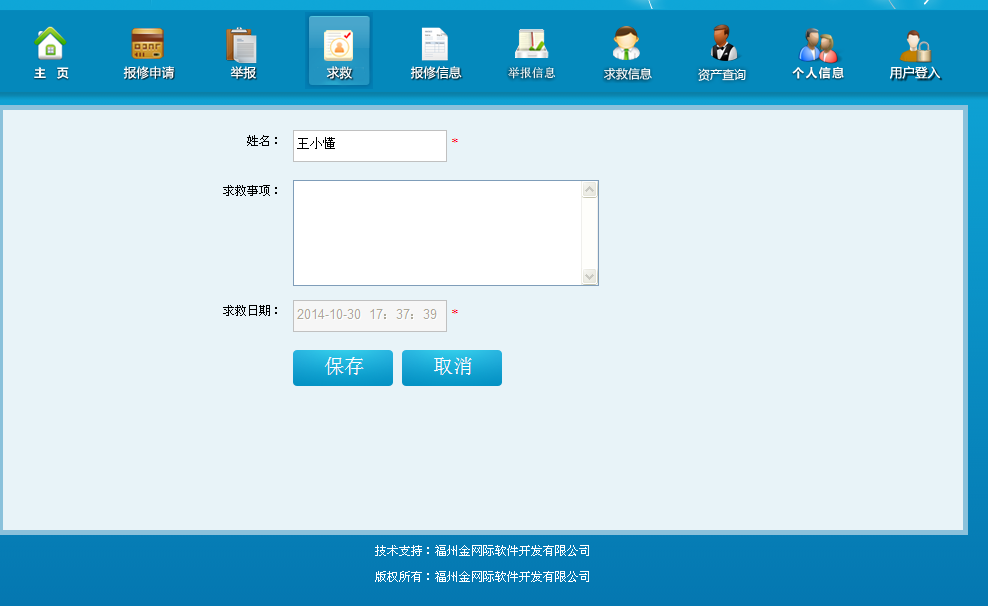 主 页 报修申请 举报 求救 报修信息 举报信息 求救信息 资产查询 个人信息 用户登入
姓名： 王小懂 *
求救事项：
求救日期： 2014-10-30 17：37：39 *
保存 取消
技术支持：福州金网际软件开发有限公司
版权所有：福州金网际软件开发有限公司